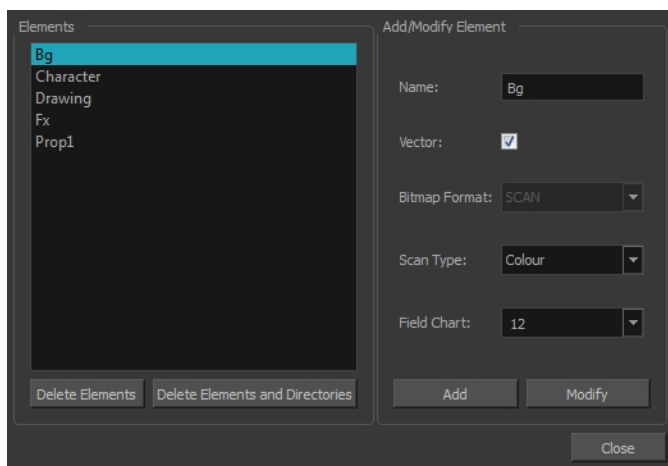 Elements
Bg
Character
Drawing
Fx
Prop1
Delete Elements
Delete Elements and Directories
Add/Modify Element
Name:
Bg
Vector:
Bitmap Format:
SCAN
Scan Type:
Colour
Field Chart:
12
Add
Modify
Close